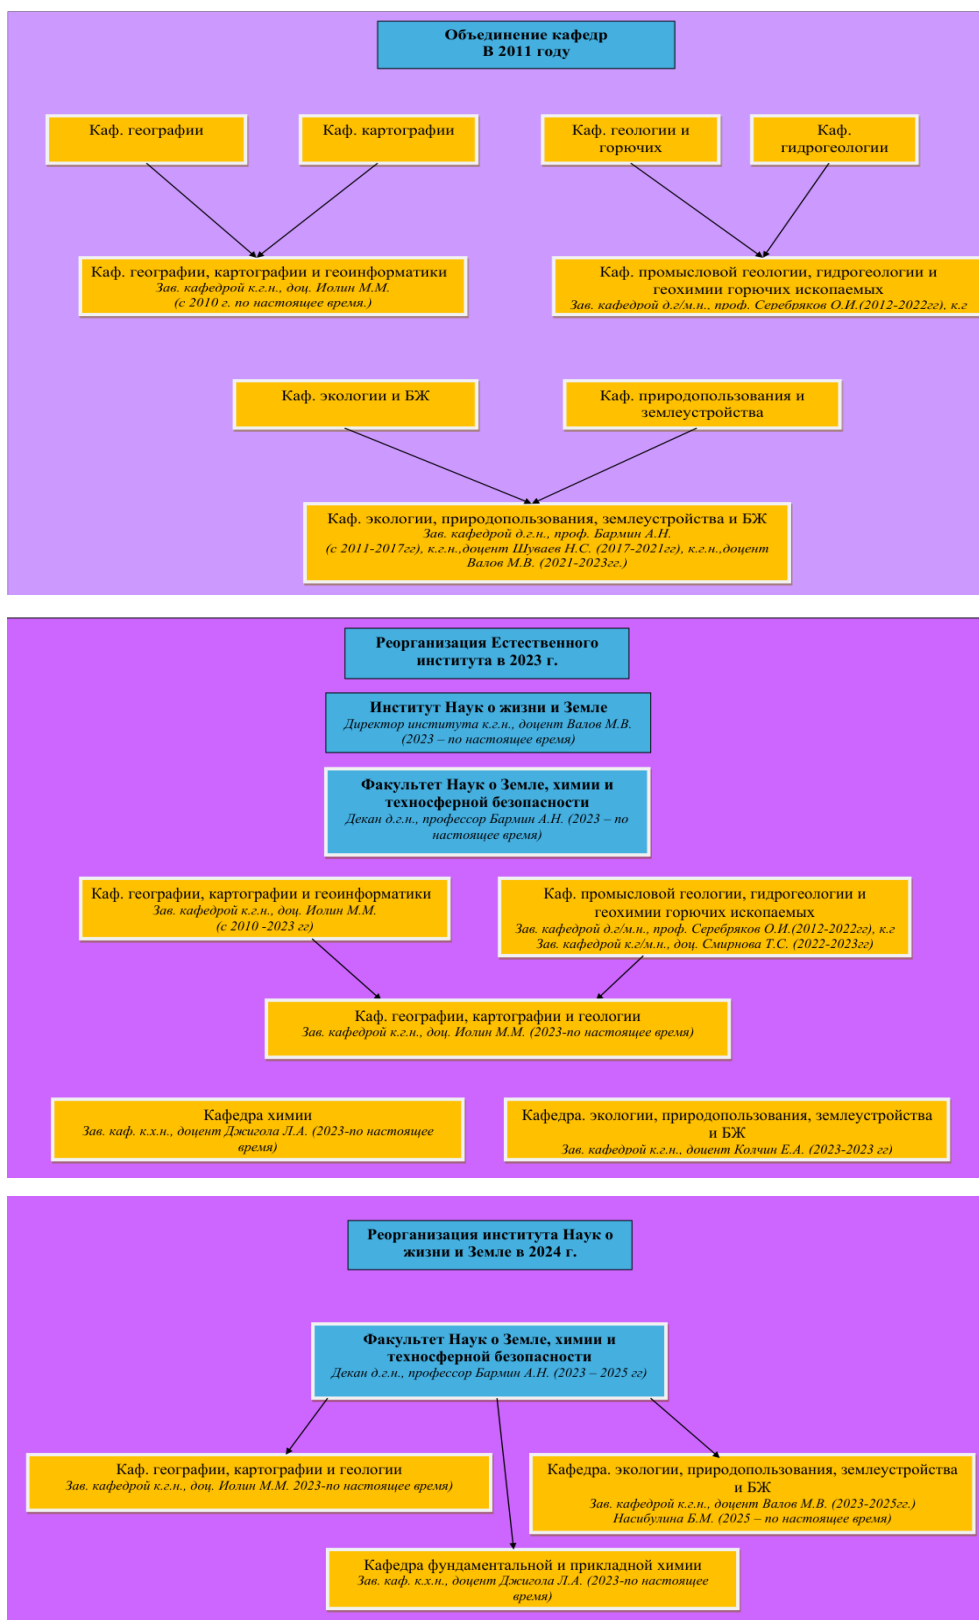 Объединение кафедр
В 2011 году
Каф. географии
Каф. картографии
Каф. геологии и
горючих
Каф.
гидрогеологии
Каф. географии, картографии и геоинформатики
Зав. кафедрой к.г.н., доц. Иолин М.М.
(с 2010 г. по настоящее время.)
Каф. промысловой геологии, гидрогеологии и
геохимии горючих ископаемых
Зав. кафедрой д.г/м.н., проф. Серебряков О.И.(2012-2022гг), к.г
Каф. экологии и БЖ
Каф. природопользования и
землеустройства
Каф. экологии, природопользования, землеустройства и БЖ
Зав. кафедрой д.г.н., проф. Бармин А.Н.
(с 2011-2017гг), к.г.н.,доцент Шуваев Н.С. (2017-2021гг), к.г.н.,доцент
Валов М.В. (2021-2023гг.)
Реорганизация Естественного
института в 2023 г.
Институт Наук о жизни и Земле
Директор института к.г.н., доцент Валов М.В.
(2023 – по настоящее время)
Факультет Наук о Земле, химии и
техносферной безопасности
Декан д.г.н., профессор Бармин А.Н. (2023 – по
настоящее время)
Каф. географии, картографии и геоинформатики
Зав. кафедрой к.г.н., доц. Иолин М.М.
(с 2010 -2023 гг)
Каф. промысловой геологии, гидрогеологии и
геохимии горючих ископаемых
Зав. кафедрой д.г/м.н., проф. Серебряков О.И.(2012-2022гг), к.г
Зав. кафедрой к.г/м.н., доц. Смирнова Т.С. (2022-2023гг)
Каф. географии, картографии и геологии
Зав. кафедрой к.г.н., доц. Иолин М.М. (2023-по настоящее время)
Кафедра химии
Зав. каф. к.х.н., доцент Джигола Л.А. (2023-по настоящее
время)
Кафедра. экологии, природопользования, землеустройства
и БЖ
Зав. кафедрой к.г.н., доцент Колчин Е.А. (2023-2023 гг)
Реорганизация института Наук о
жизни и Земле в 2024 г.
Факультет Наук о Земле, химии и
техносферной безопасности
Декан д.г.н., профессор Бармин А.Н. (2023 – 2025 гг)
Каф. географии, картографии и геологии
Зав. кафедрой к.г.н., доц. Иолин М.М. 2023-по настоящее время)
Кафедра. экологии, природопользования, землеустройства
и БЖ
Зав. кафедрой к.г.н., доцент Валов М.В. (2023-2025гг.)
Насибулина Б.М. (2025 – по настоящее время)
Кафедра фундаментальной и прикладной химии
Зав. каф. к.х.н., доцент Джигола Л.А. (2023-по настоящее
время)